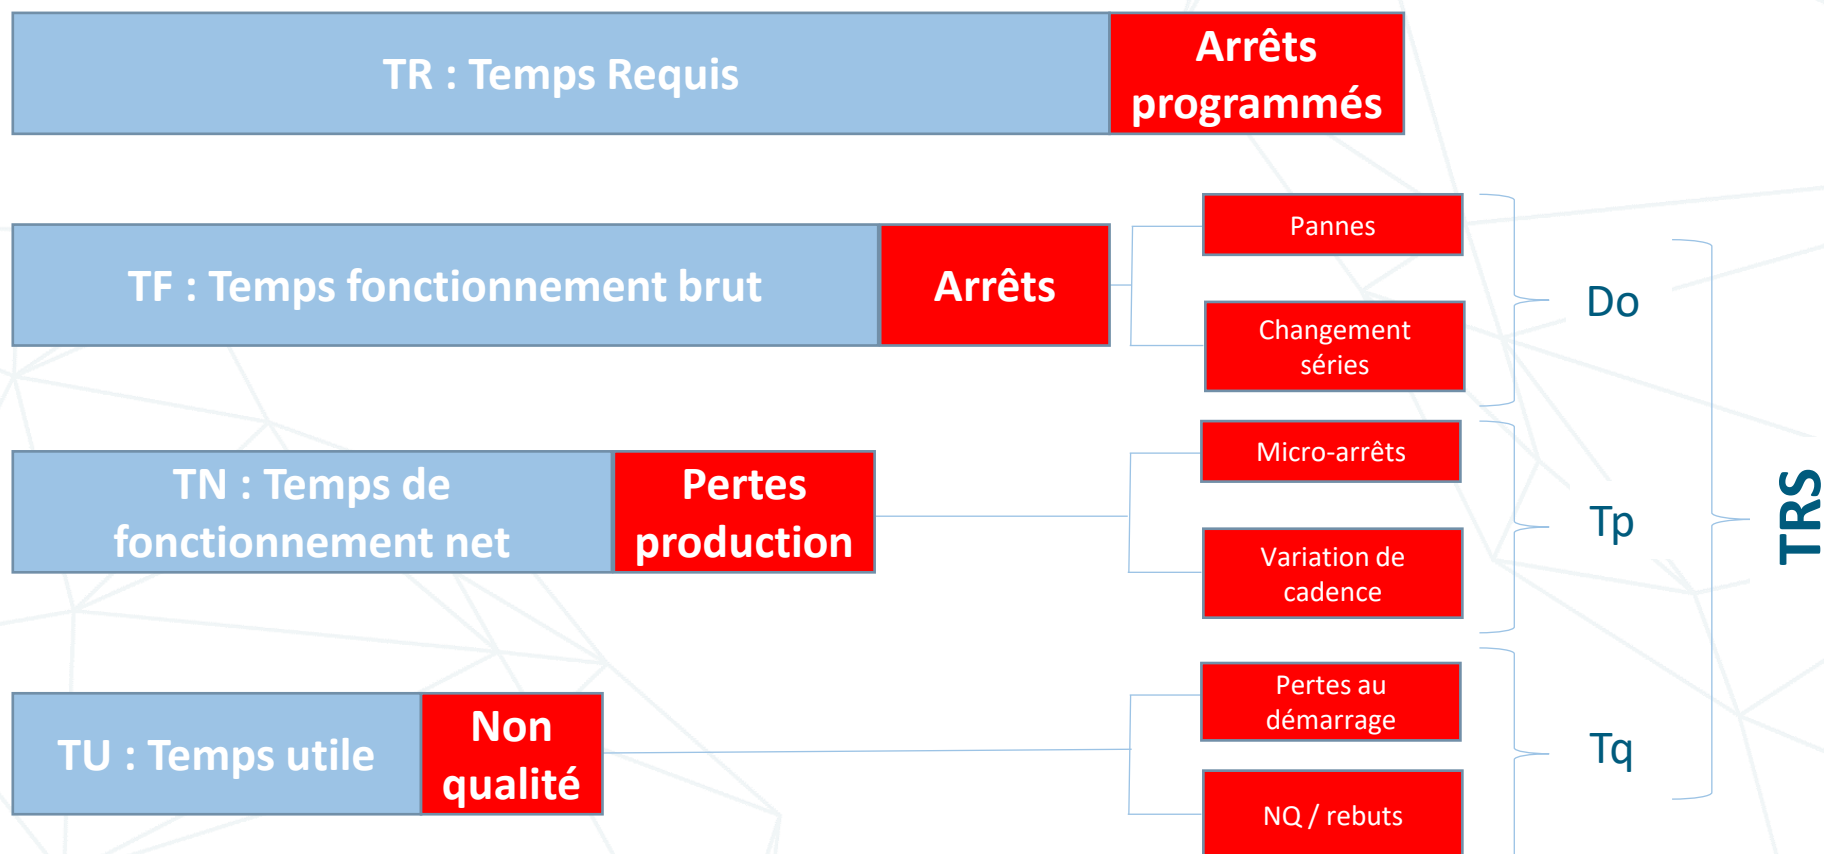 TR : Temps Requis
Arrêts
programmés
TF : Temps fonctionnement brut
Arrêts
Pannes
Changement
séries
Do
TN : Temps de
fonctionnement net
Pertes
production
Micro-arrêts
Variation de
cadence
Tp
TU : Temps utile
Non
qualité
Pertes au
démarrage
NQ / rebuts
Tq
TRS